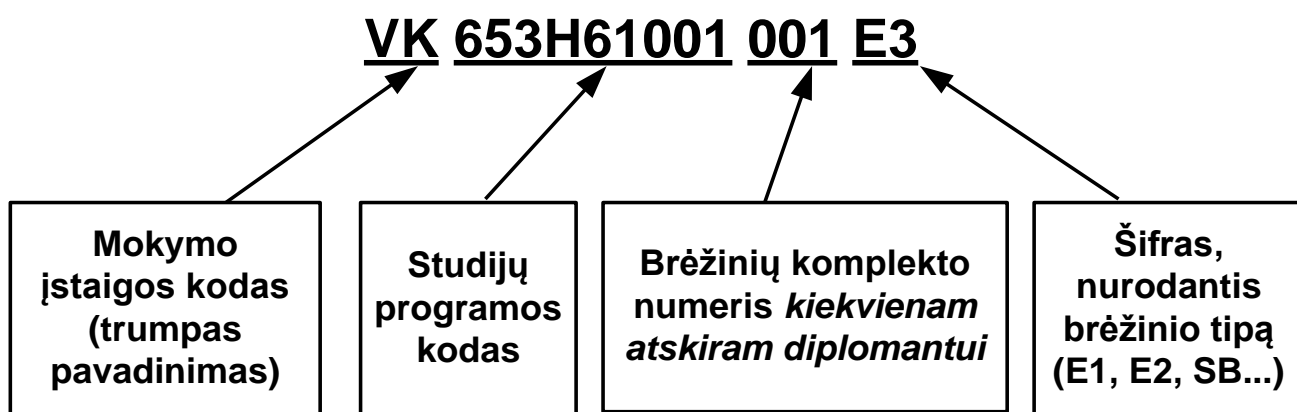 VK 653H61001 001 E3
Mokymo
įstaigos kodas
(trumpas
pavadinimas)
Studijų
programos
kodas
Brėžinių komplekto
numeris kiekvienam
atskiram diplomantui
Šifras,
nurodantis
brėžinio tipą
(E1, E2, SB...)